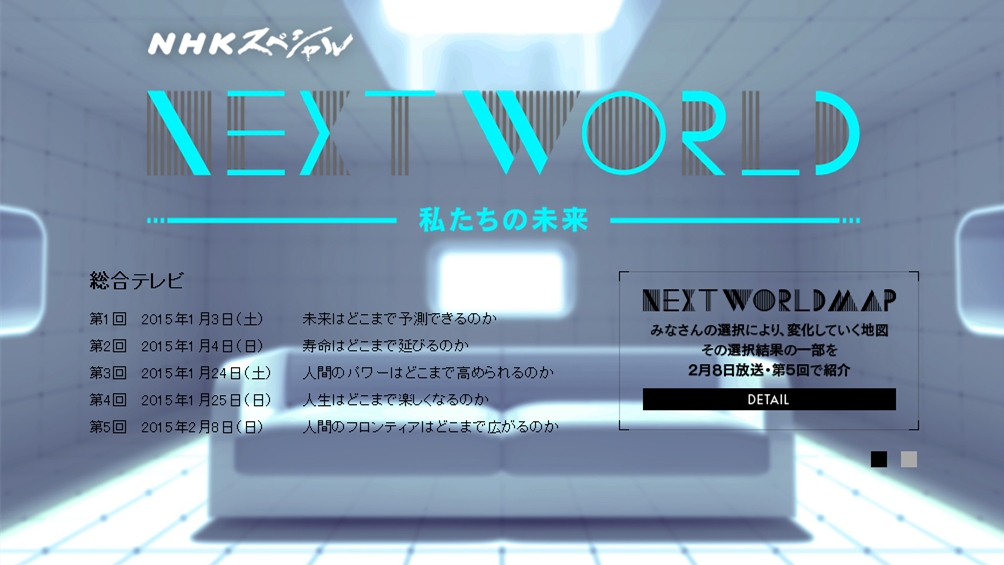 NHKスペシャル
NEXT WORLD
私たちの未来
総合テレビ
第1回 2015年1月3日(土) 未来はどこまで予測できるのか
第2回 2015年1月4日(日) 寿命はどこまで延びるのか
第3回 2015年1月24日(土) 人間のパワーはどこまで高められるのか
第4回 2015年1月25日(日) 人生はどこまで楽しくなるのか
第5回 2015年2月8日(日) 人間のフロンティアはどこまで広がるのか
NEXT WORLD MAP
みなさんの選択により、変化していく地図
その選択結果の一部を
2月8日放送・第5回で紹介
DETAIL